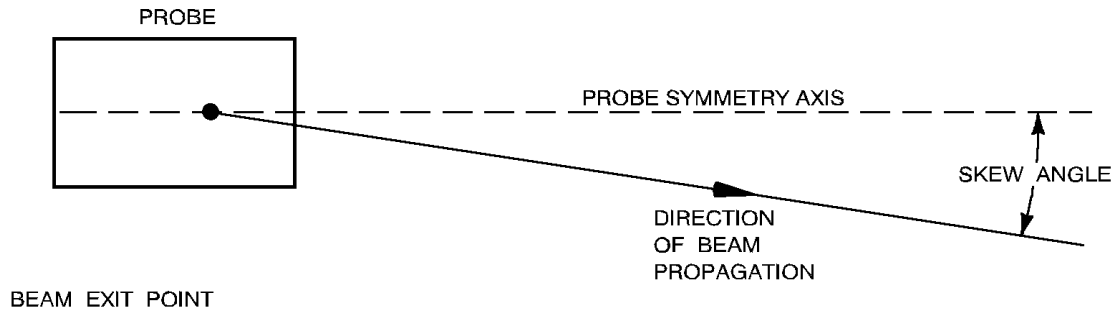 PROBE
PROBE SYMMETRY AXIS
SKEW ANGLE
DIRECTION
OF BEAM
PROPAGATION
BEAM EXIT POINT